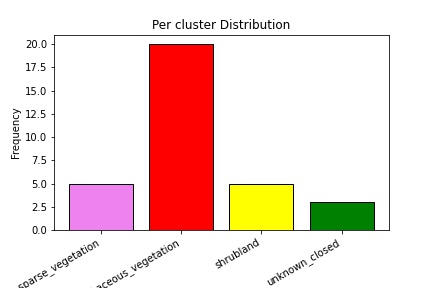 Per cluster Distribution
Frequency
20.0
17.5
15.0
12.5
10.0
7.5
5.0
2.5
0.0
sparse_vegetation
aceous_vegetation
shrubland
unknown_closed